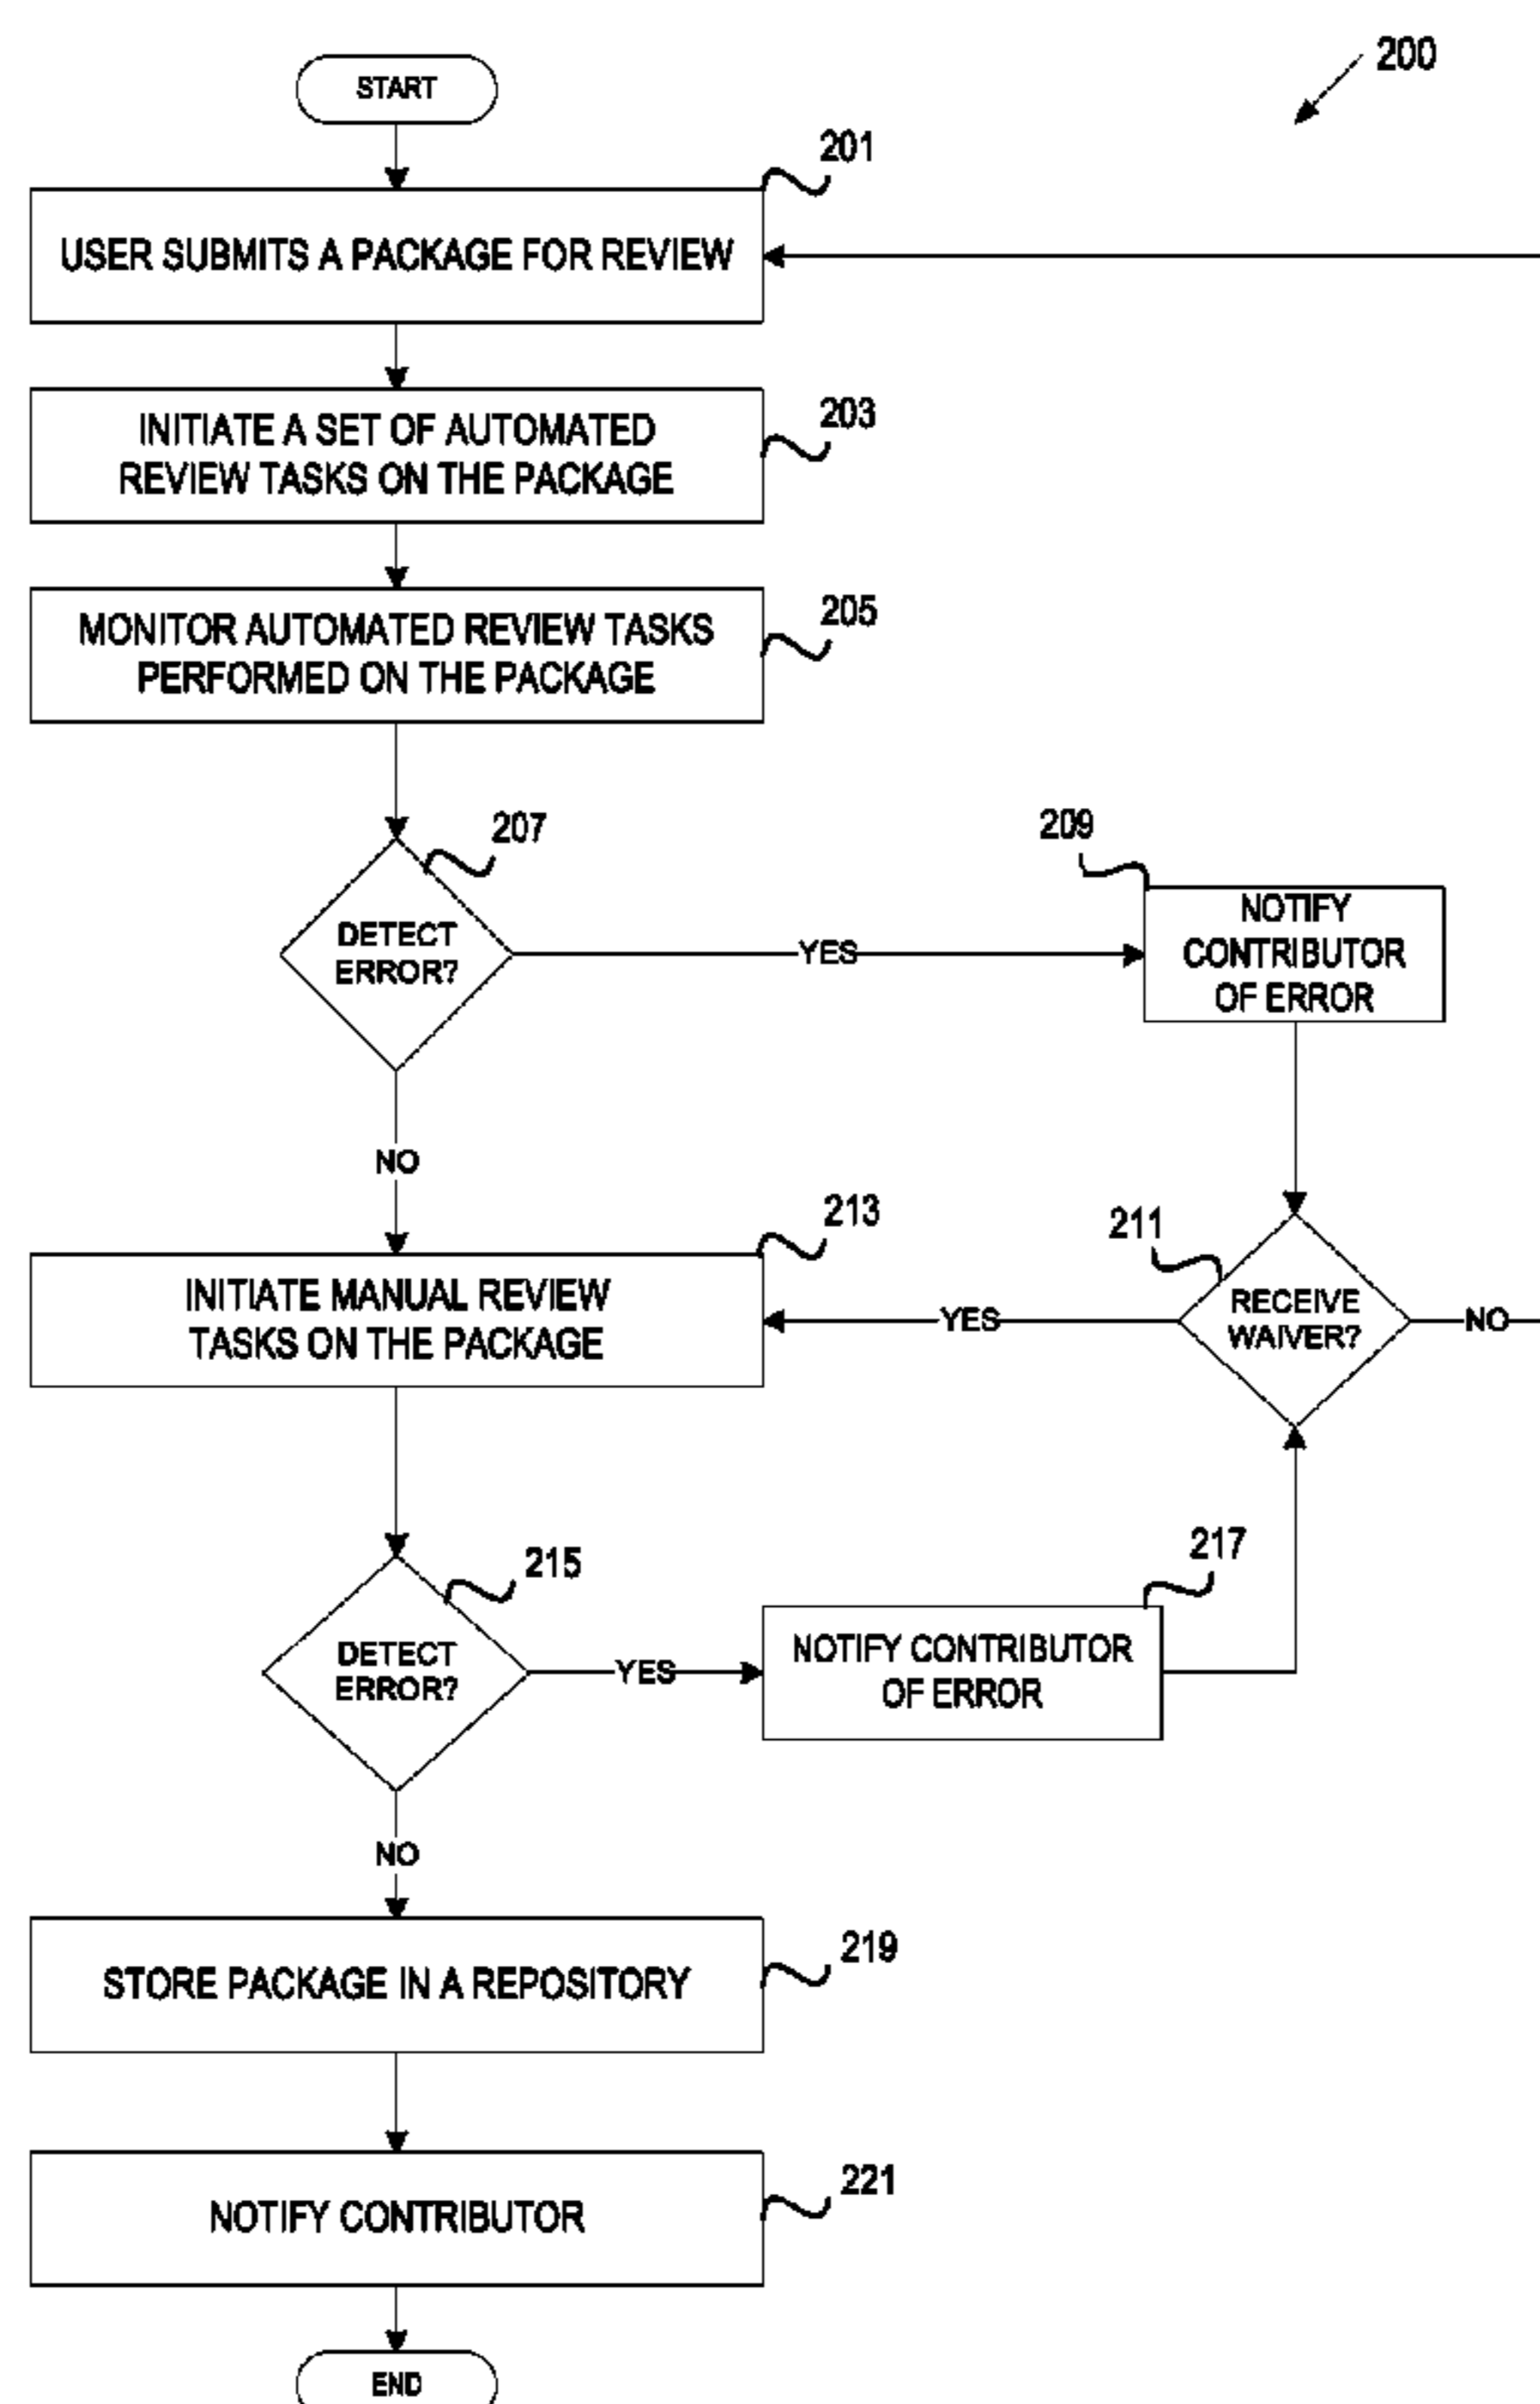 START
200
201
USER SUBMITS A PACKAGE FOR REVIEW
203
INITIATE A SET OF AUTOMATED
REVIEW TASKS ON THE PACKAGE
205
MONITOR AUTOMATED REVIEW TASKS
PERFORMED ON THE PACKAGE
207
DETECT
ERROR?
YES
209
NOTIFY
CONTRIBUTOR
OF ERROR
NO
213
INITIATE MANUAL REVIEW
TASKS ON THE PACKAGE
YES
211
RECEIVE
WAIVER?
NO
215
DETECT
ERROR?
YES
217
NOTIFY CONTRIBUTOR
OF ERROR
NO
219
STORE PACKAGE IN A REPOSITORY
221
NOTIFY CONTRIBUTOR
END